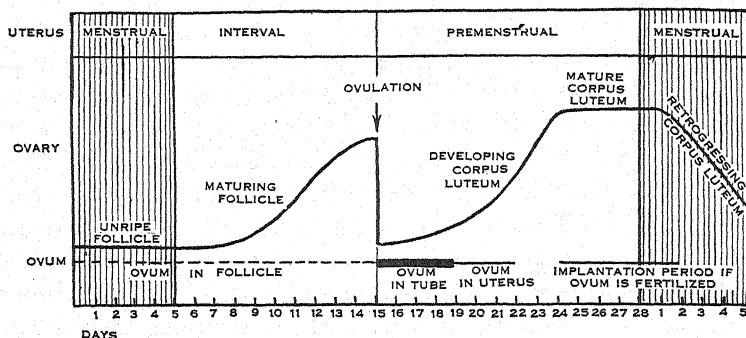 UTERUS MENSTRUAL INTERVAL PREMENSTRUAL MENSTRUAL
OVULATION
MATURE
CORPUS
LUTEUM
OVARY
MATURING
FOLLICLE
DEVELOPING
CORPUS
LUTEUM
RETROGRESSING
CORPUS LUTEUM
UNRIPE
FOLLICLE
OVUM
OVUM IN FOLLICLE
OVUM
IN TUBE
OVUM
IN UTERUS
IMPLANTATION PERIOD IF
OVUM IS FERTILIZED
1 2 3 4 5 6 7 8 9 10 11 12 13 14 15 16 17 18 19 20 21 22 23 24 25 26 27 28 1 2 3 4 5
DAYS